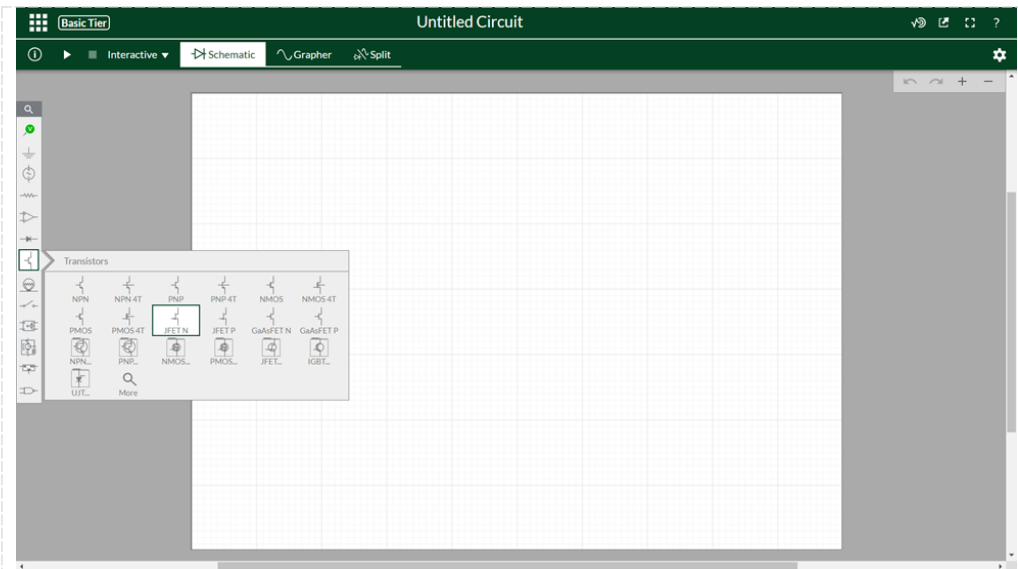 Basic Tier Untitled Circuit ?
Interactive Schematic Grapher Split
V
Transistors
NPN NPN 4T PNP PNP 4T NMOS NMOS 4T
PMOS PMOS 4T JFET N JFET P GaAsFET N GaAsFET P
NPN... PNP... NMOS... PMOS... JFET... IGBT...
UJT... More